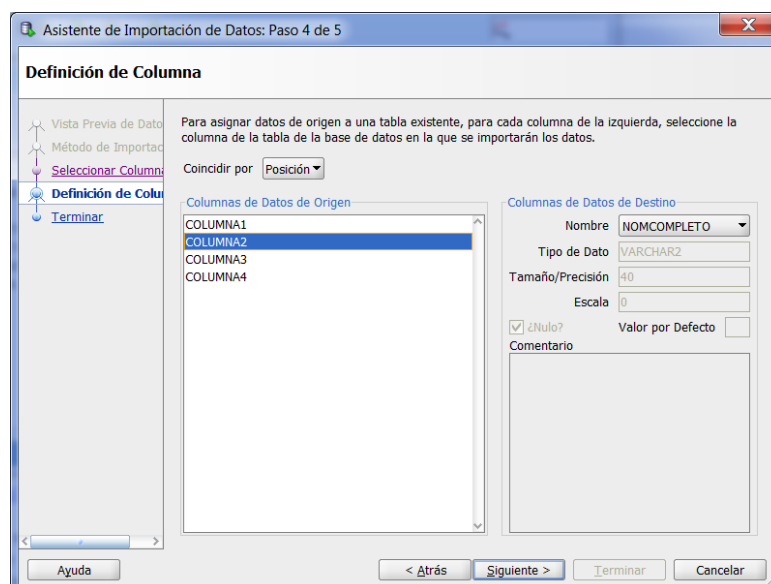 Asistente de Importación de Datos: Paso 4 de 5
Definición de Columna
Vista Previa de Dato
Método de Importac
Seleccionar Column
Definición de Colu
Terminar
Para asignar datos de origen a una tabla existente, para cada columna de la izquierda, seleccione la
columna de la tabla de la base de datos en la que se importarán los datos.
Coincidir por Posición
Columnas de Datos de Origen
COLUMNA1
COLUMNA2
COLUMNA3
COLUMNA4
Columnas de Datos de Destino
Nombre NOMCOMPLETO
Tipo de Dato VARCHAR2
Tamaño/Precisión 40
Escala 0
¿Nulo? Valor por Defecto
Comentario
Ayuda < Atrás Siguiente > Terminar Cancelar